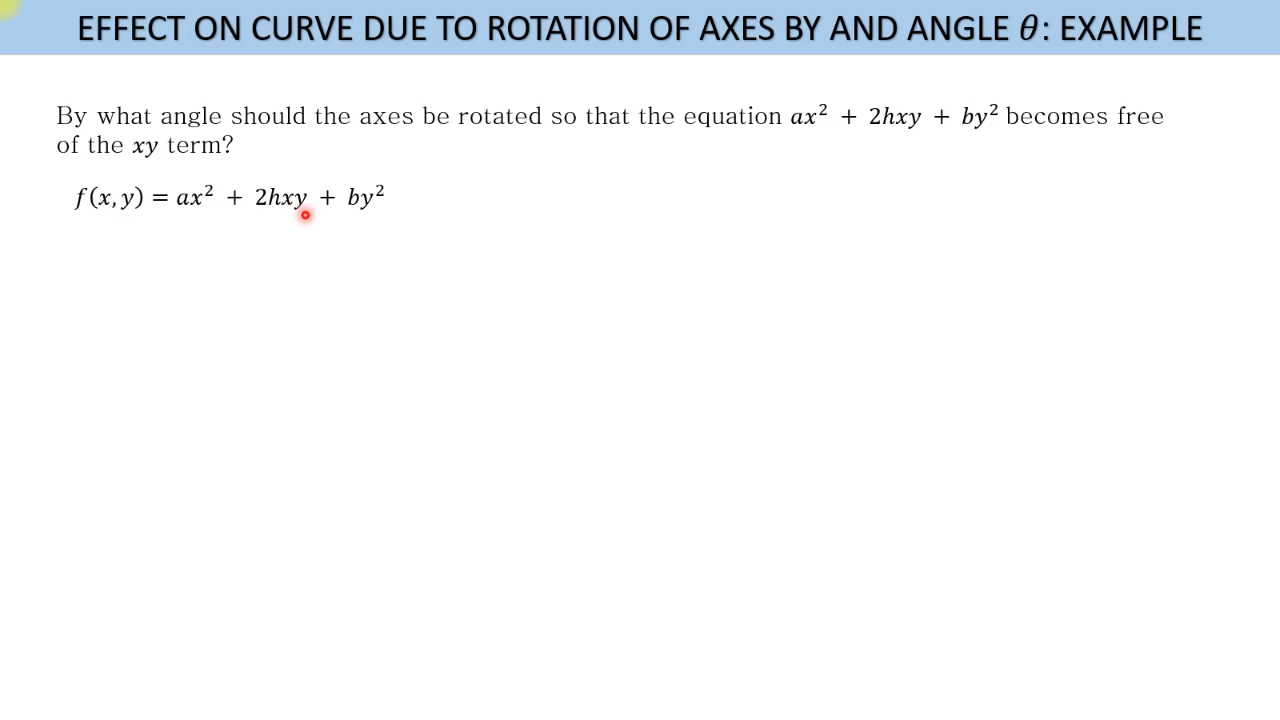 EFFECT ON CURVE DUE TO ROTATION OF AXES BY AND ANGLE 𝜃: EXAMPLE
By what angle should the axes be rotated so that the equation 𝑎𝑥² + 2ℎ𝑥𝑦 + 𝑏𝑦² becomes free
of the 𝑥𝑦 term?
𝑓(𝑥, 𝑦) = 𝑎𝑥² + 2ℎ𝑥𝑦 + 𝑏𝑦²